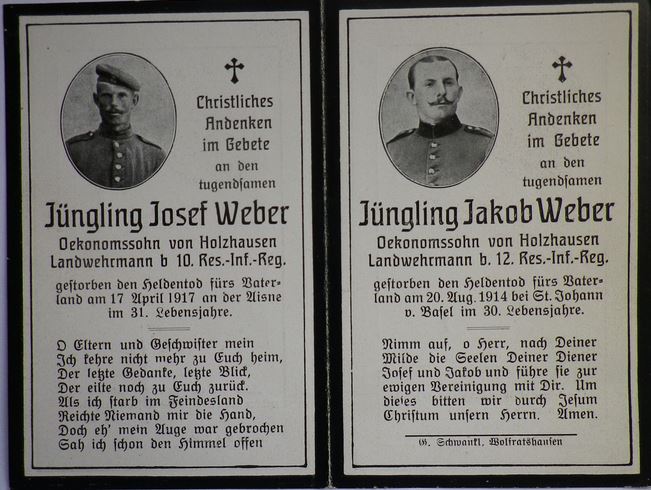 Christliches
Andenken
im Gebete
an den
tugendsamen
Jüngling Josef Weber
Oekonomssohn von Holzhausen
Landwehrmann b 10. Res.-Inf.-Reg.
gestorben den Heldentod fürs Vater-
land am 17 April 1917 an der Aisne
im 31. Lebensjahre.
O Eltern und Geschwister mein
Ich kehre nicht mehr zu Euch heim,
Der letzte Gedanke, letzte Blick,
Der eilte noch zu Euch zurück.
Als ich starb im Feindesland
Reichte Niemand mir die Hand,
Doch eh' mein Auge war gebrochen
Sah ich schon den Himmel offen
Christliches
Andenken
im Gebete
an den
tugendsamen
Jüngling Jakob Weber
Oekonomssohn von Holzhausen
Landwehrmann b. 12. Res.-Inf.-Reg.
gestorben den Heldentod fürs Vater-
land am 20. Aug. 1914 bei St. Johann
v. Basel im 30. Lebensjahre.
Nimm auf, o Herr, nach Deiner
Milde die Seelen Deiner Diener
Josef und Jakob und führe sie zur
ewigen Vereinigung mit Dir. Um
dieses bitten wir durch Jesum
Christum unsern Herrn. Amen.
G. Schwankl, Wolfratshausen